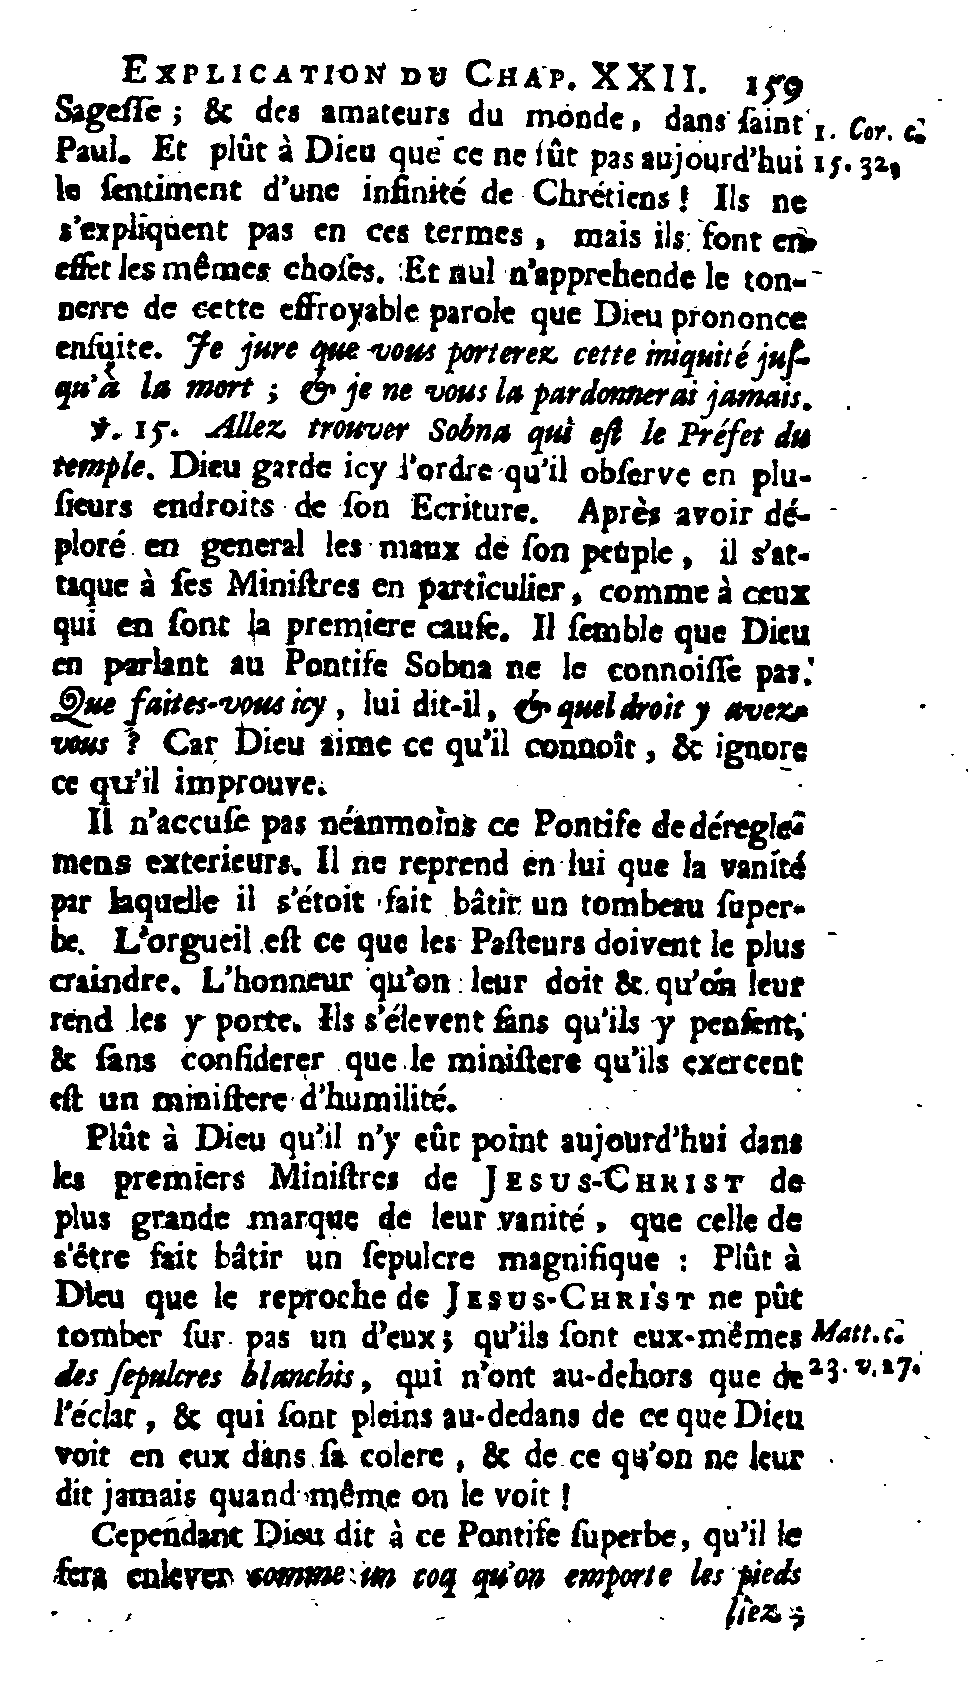 EXPLICATION DU CHAP. XXII. 159
Sageſſe ; & des amateurs du monde, dans ſaint 1. Cor. c.
Paul. Et plût à Dieu que ce ne fût pas aujourd'hui 15. 32,
le ſentiment d'une infinité de Chrétiens ! Ils ne
s'expliquent pas en ces termes, mais ils font en
effet les mêmes choſes. Et nul n'apprehende le ton-
nerre de cette effroyable parole que Dieu prononce
enſuite. Je jure que vous porterez cette iniquité juſ-
qu'à la mort ; & je ne vous la pardonnerai jamais.
℣. 15. Allez trouver Sobna qui eſt le Préfet du
temple. Dieu garde icy l'ordre qu'il obſerve en plu-
ſieurs endroits de ſon Ecriture. Après avoir dé-
ploré en general les maux de ſon peuple, il s'at-
taque à ſes Miniſtres en particulier, comme à ceux
qui en ſont la premiere cauſe. Il ſemble que Dieu
en parlant au Pontife Sobna ne le connoiſſe pas.
Que faites-vous icy, lui dit-il, & quel droit y avez-
vous ? Car Dieu aime ce qu'il connoît, & ignore
ce qu'il improuve.
Il n'accuſe pas néanmoins ce Pontife de déregle-
mens exterieurs. Il ne reprend en lui que la vanité
par laquelle il s'étoit fait bâtir un tombeau ſuper-
be. L'orgueil eſt ce que les Paſteurs doivent le plus
craindre. L'honneur qu'on leur doit & qu'on leur
rend les y porte. Ils s'élevent ſans qu'ils y penſent,
& ſans conſiderer que le miniſtere qu'ils exercent
eſt un miniſtere d'humilité.
Plût à Dieu qu'il n'y eût point aujourd'hui dans
les premiers Miniſtres de JESUS-CHRIST de
plus grande marque de leur vanité, que celle de
s'être fait bâtir un ſepulcre magnifique : Plût à
Dieu que le reproche de JESUS-CHRIST ne pût
tomber ſur pas un d'eux ; qu'ils ſont eux-mêmes Matt. c.
des ſepulcres blanchis, qui n'ont au-dehors que de 23. v. 27.
l'éclat, & qui ſont pleins au-dedans de ce que Dieu
voit en eux dans ſa colere, & de ce qu'on ne leur
dit jamais quand même on le voit !
Cependant Dieu dit à ce Pontife ſuperbe, qu'il le
fera enlever comme un coq qu'on emporte les pieds
liez ;